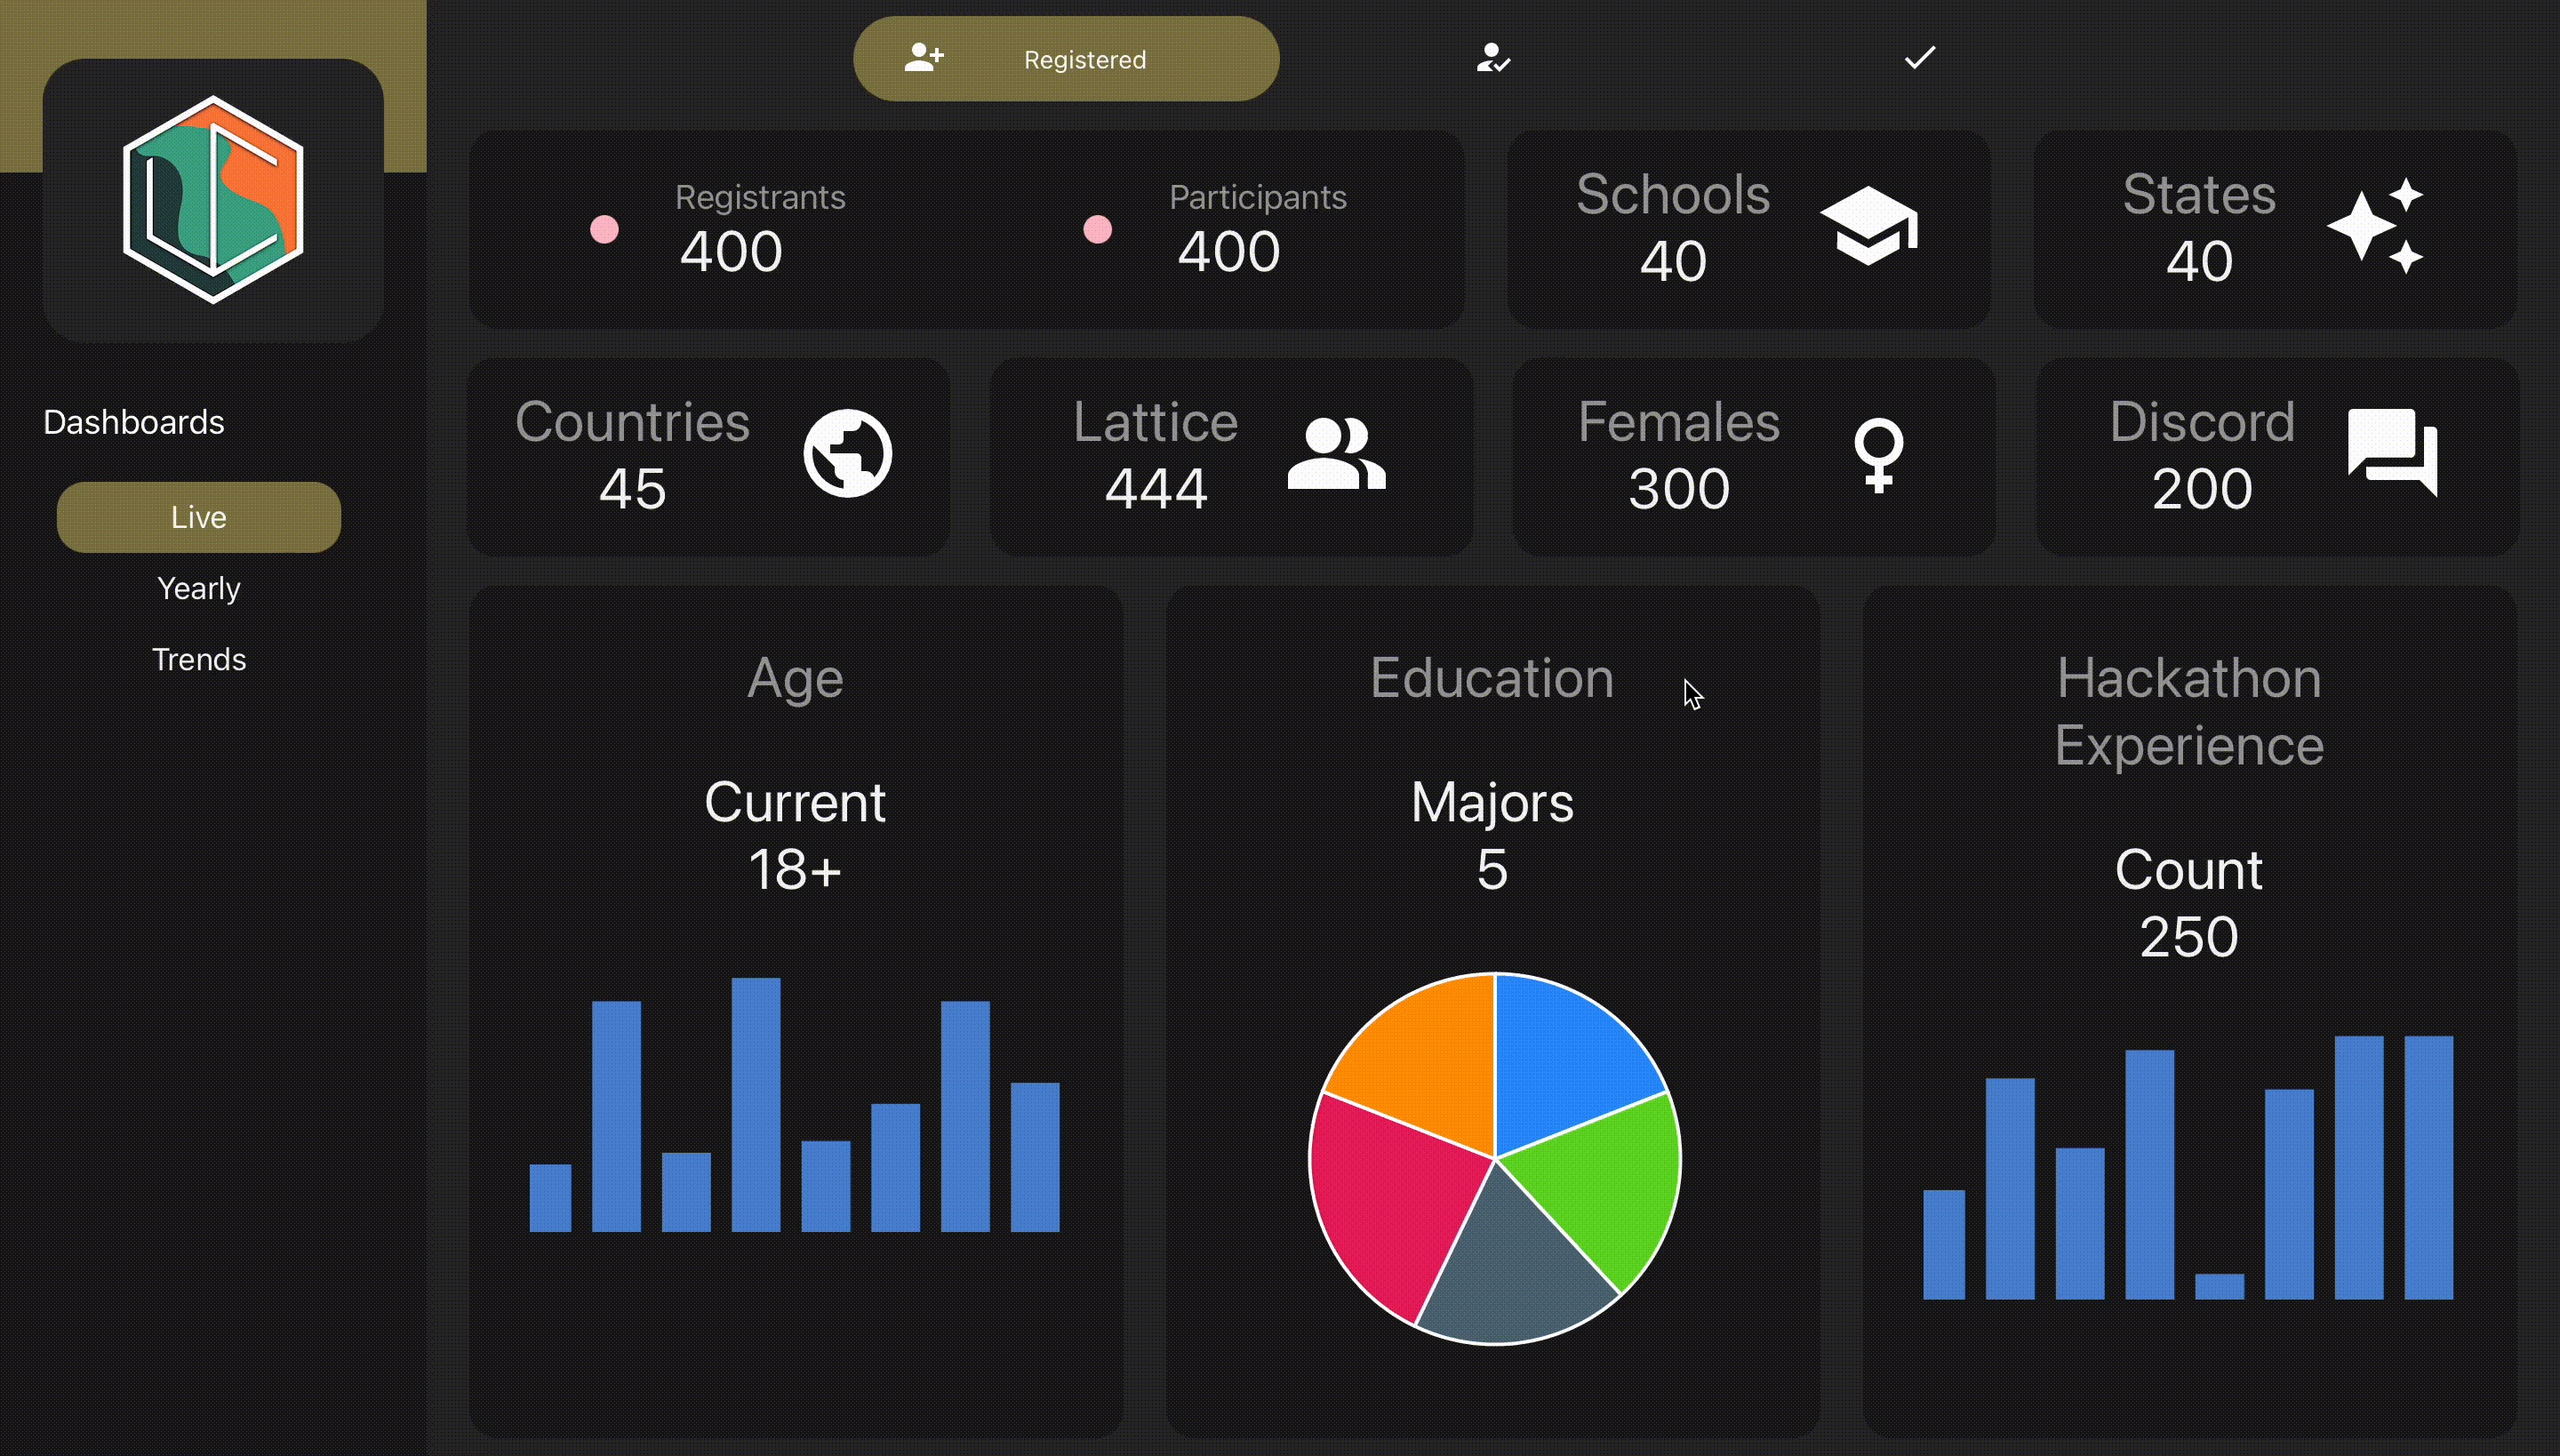 Registered
Registrants
400
Participants
400
Schools
40
States
40
Dashboards
Live
Yearly
Trends
Countries
45
Lattice
444
Females
300
Discord
200
Age
Current
18+
Education
Majors
5
Hackathon
Experience
Count
250